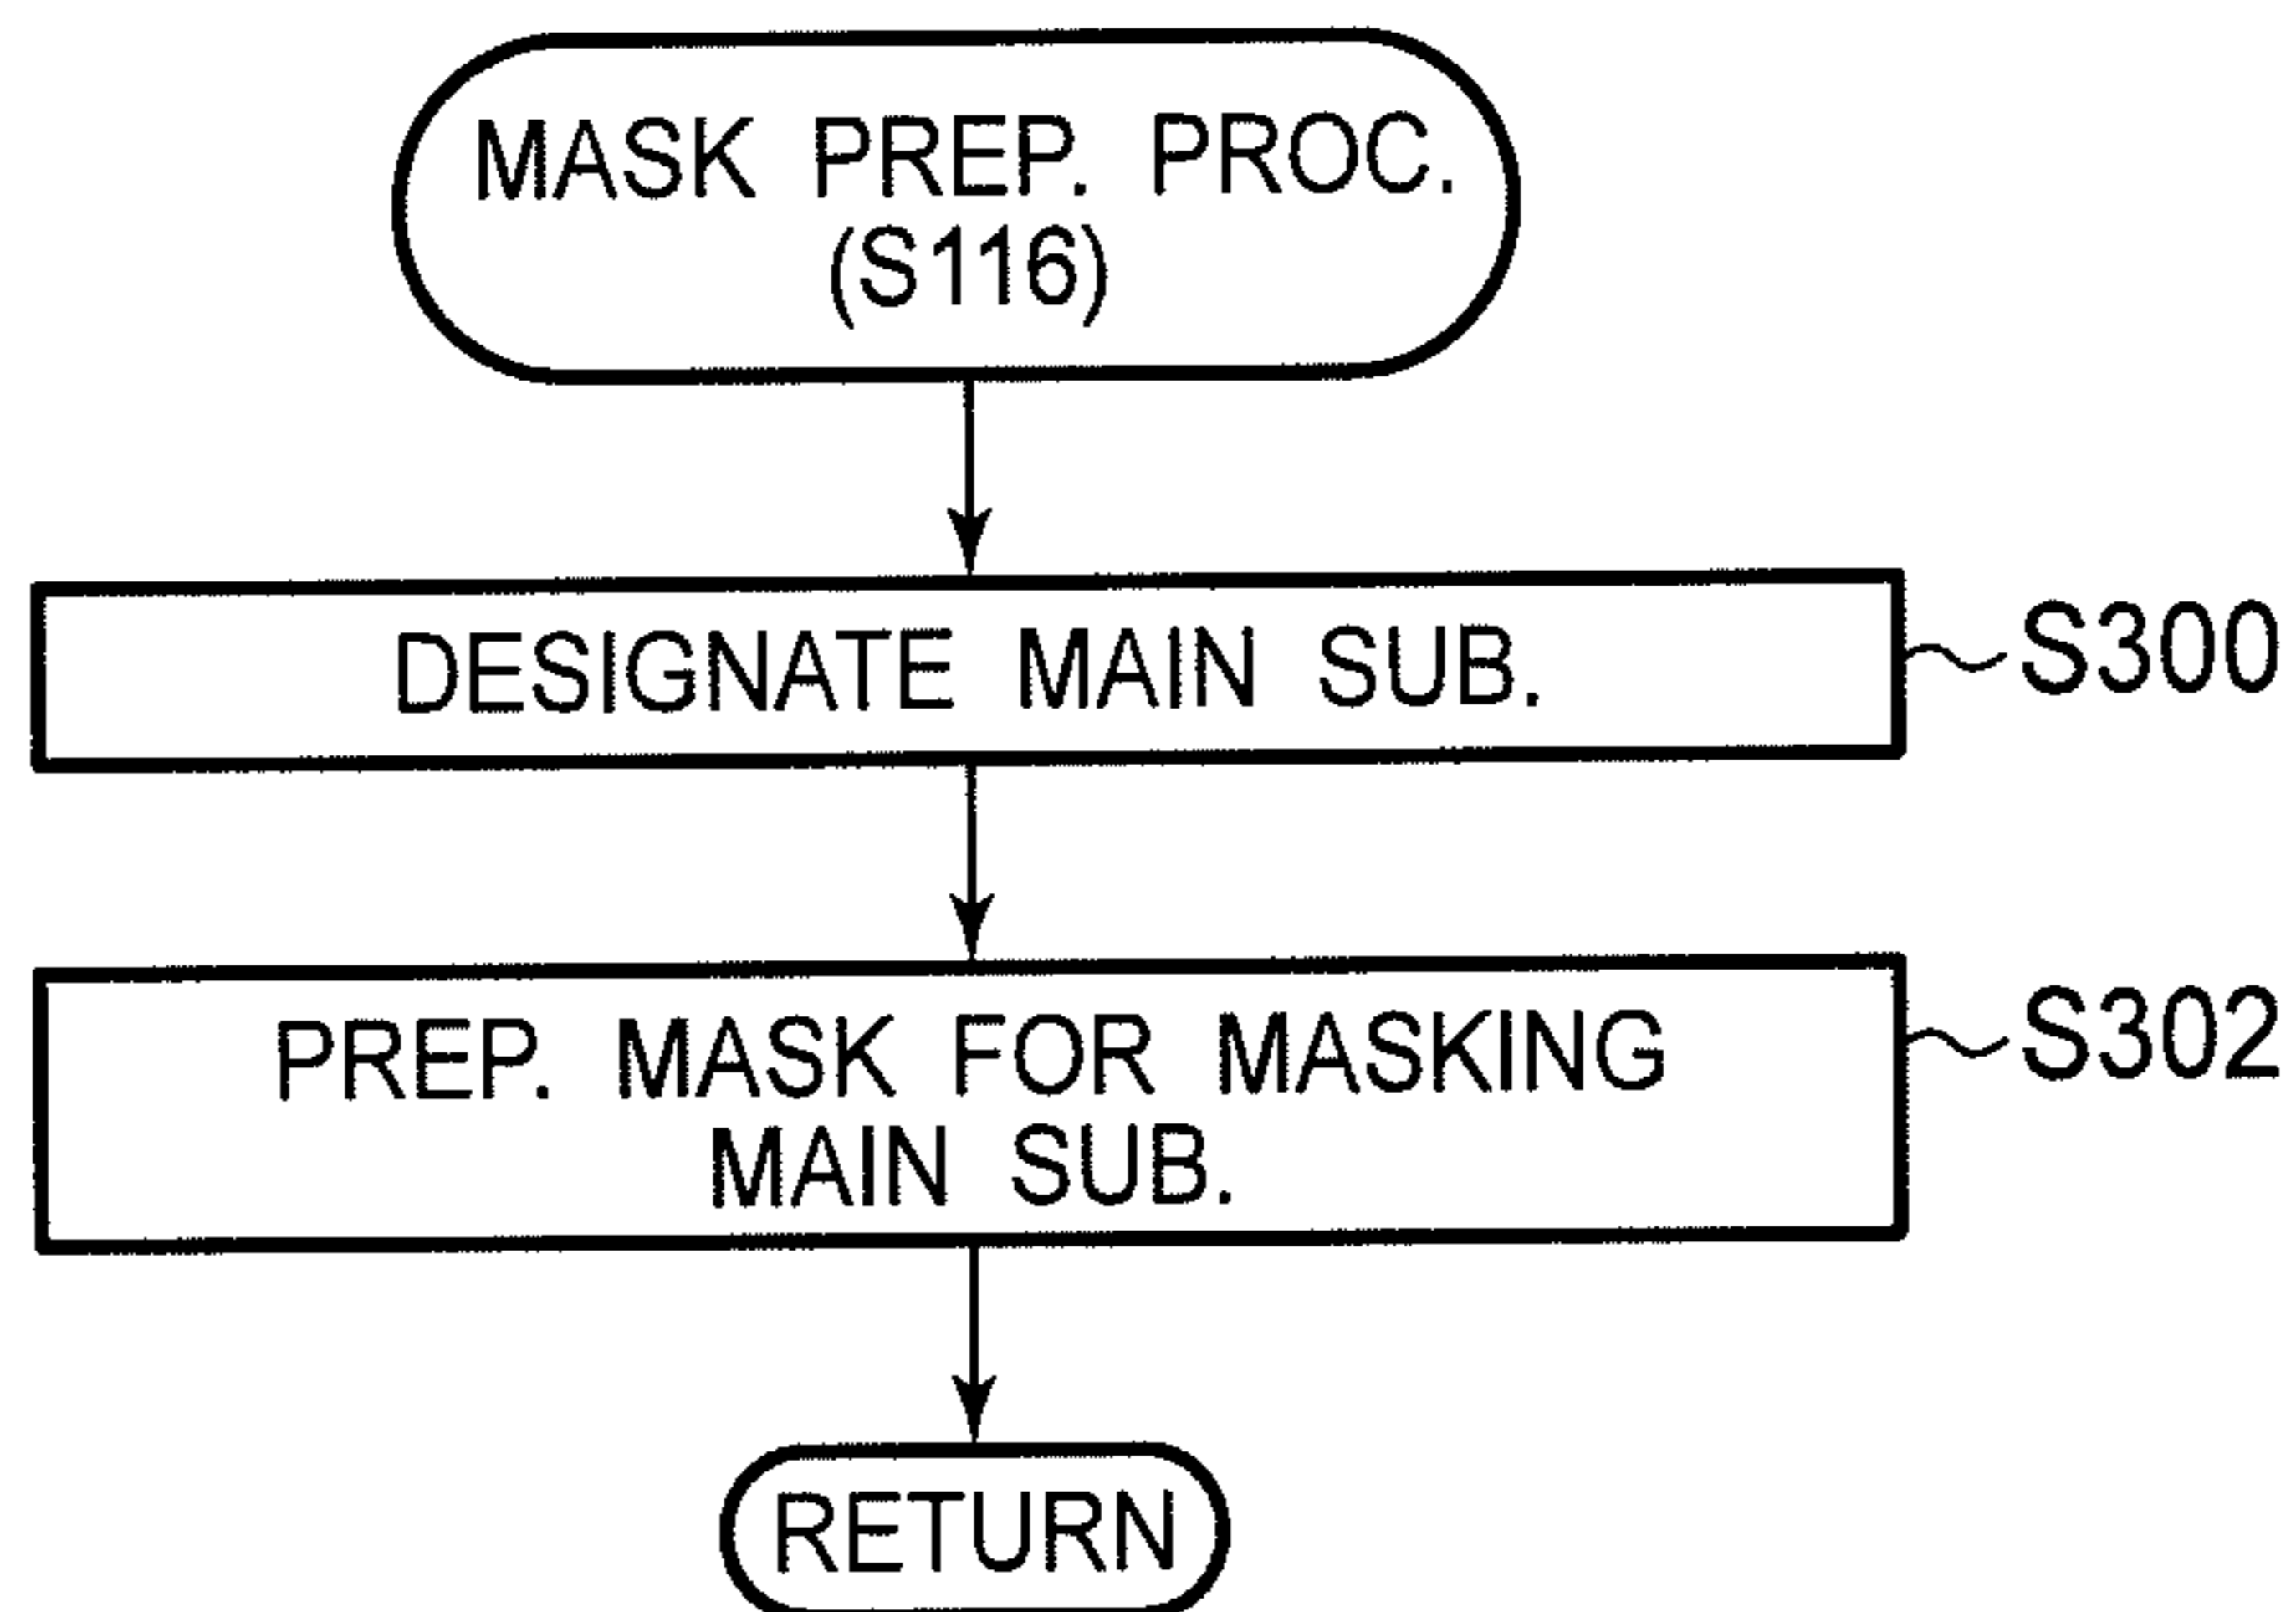 MASK PREP. PROC.
(S116)
DESIGNATE MAIN SUB.
S300
PREP. MASK FOR MASKING
MAIN SUB.
S302
RETURN